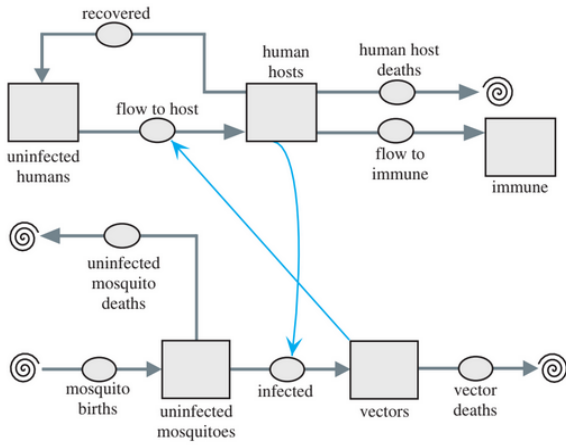 recovered
human
hosts
human host
deaths
flow to host
uninfected
humans
flow to
immune
immune
uninfected
mosquito
deaths
mosquito
births
uninfected
mosquitoes
infected
vectors
vector
deaths